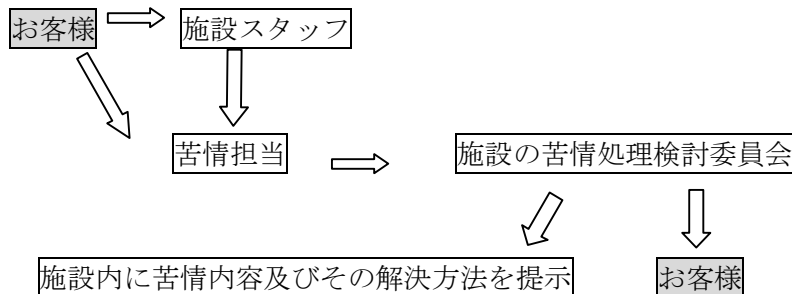 お客様 施設スタッフ
苦情担当 施設の苦情処理検討委員会
施設内に苦情内容及びその解決方法を提示 お客様